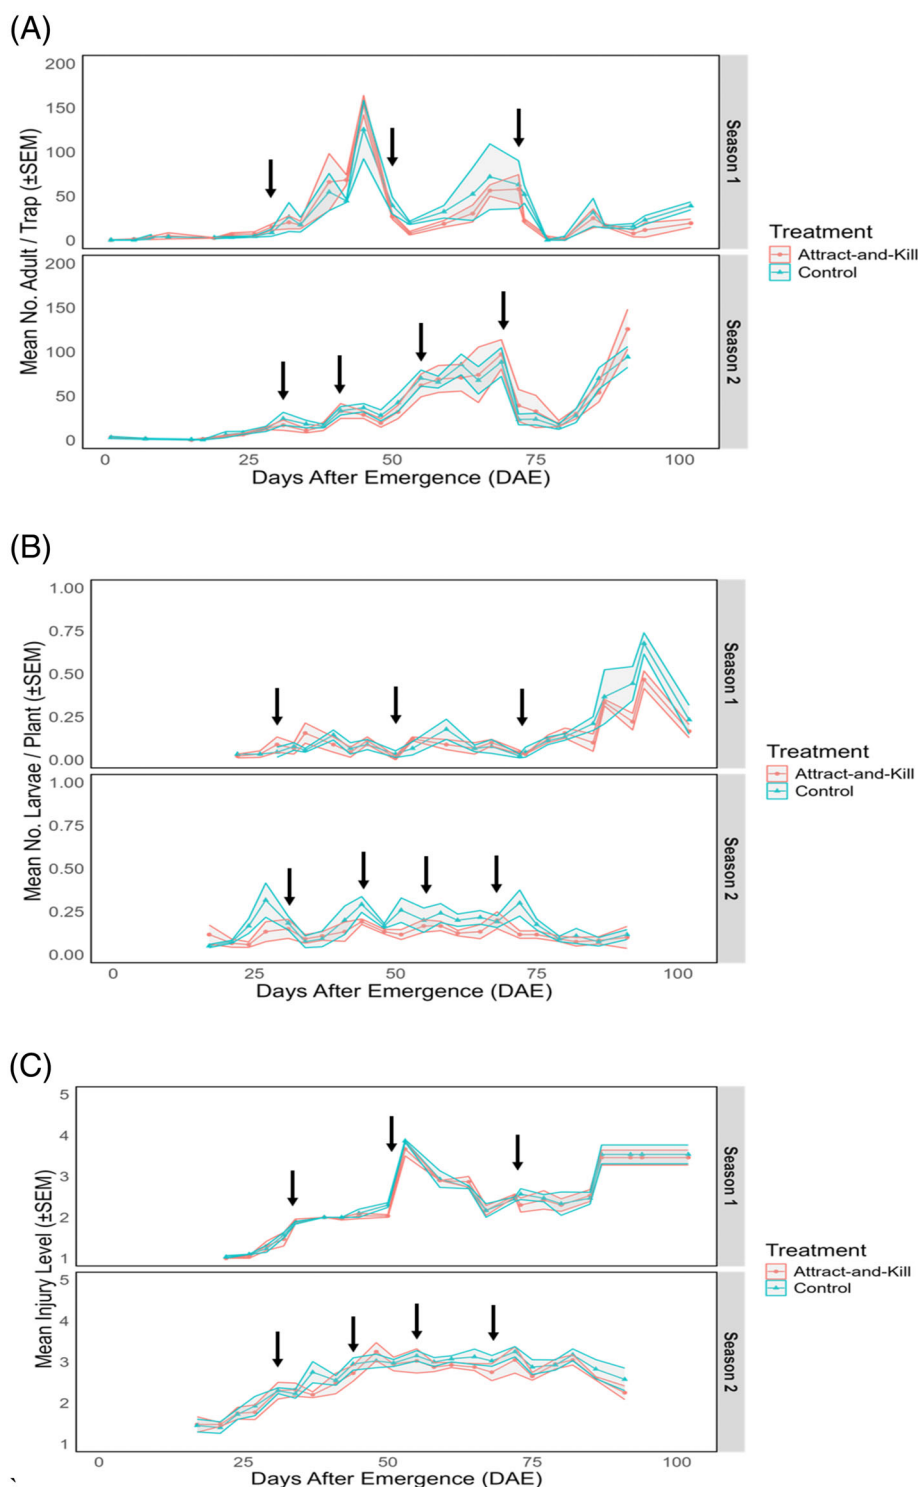 (A)
Mean No. Adult / Trap (±SEM)
200
150
100
50
0
Season 1
200
150
100
50
0
Season 2
0 25 50 75 100
Days After Emergence (DAE)
Treatment
Attract-and-Kill
Control
(B)
Mean No. Larvae / Plant (±SEM)
1.00
0.75
0.50
0.25
0.00
Season 1
1.00
0.75
0.50
0.25
0.00
Season 2
0 25 50 75 100
Days After Emergence (DAE)
Treatment
Attract-and-Kill
Control
(C)
Mean Injury Level (±SEM)
5
4
3
2
1
Season 1
5
4
3
2
1
Season 2
0 25 50 75 100
Days After Emergence (DAE)
Treatment
Attract-and-Kill
Control
`